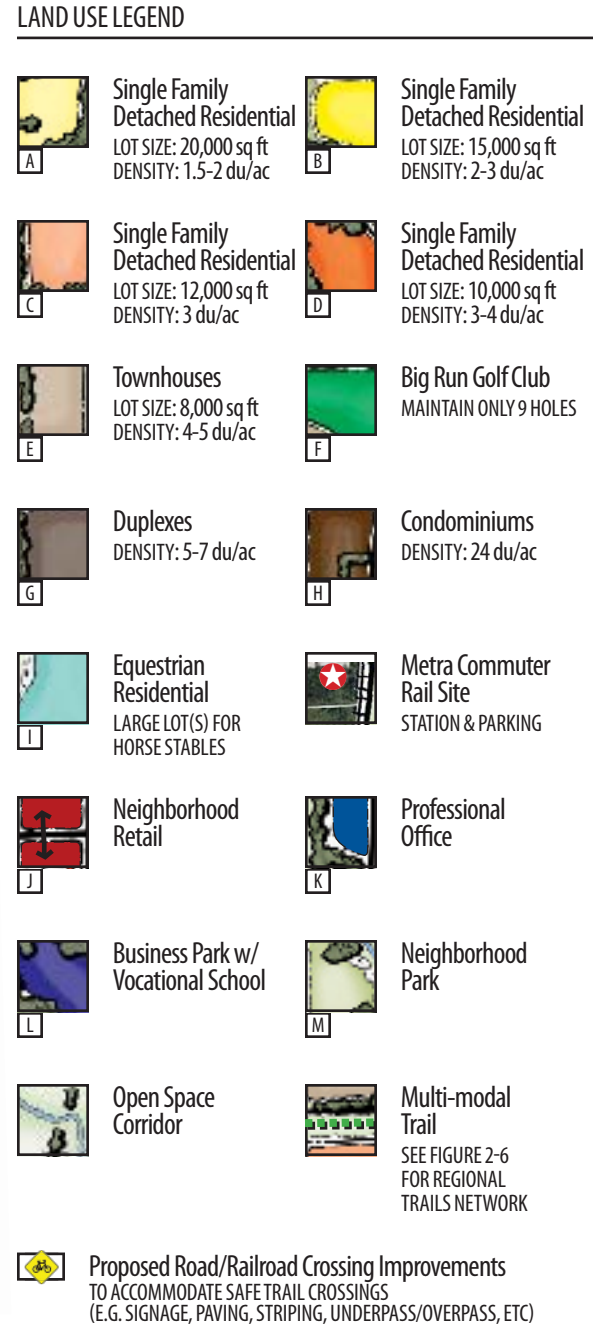 LAND USE LEGEND
A
Single Family
Detached Residential
LOT SIZE: 20,000 sq ft
DENSITY: 1.5-2 du/ac
B
Single Family
Detached Residential
LOT SIZE: 15,000 sq ft
DENSITY: 2-3 du/ac
C
Single Family
Detached Residential
LOT SIZE: 12,000 sq ft
DENSITY: 3 du/ac
D
Single Family
Detached Residential
LOT SIZE: 10,000 sq ft
DENSITY: 3-4 du/ac
E
Townhouses
LOT SIZE: 8,000 sq ft
DENSITY: 4-5 du/ac
F
Big Run Golf Club
MAINTAIN ONLY 9 HOLES
G
Duplexes
DENSITY: 5-7 du/ac
H
Condominiums
DENSITY: 24 du/ac
I
Equestrian
Residential
LARGE LOT(S) FOR
HORSE STABLES
Metra Commuter
Rail Site
STATION & PARKING
J
Neighborhood
Retail
K
Professional
Office
L
Business Park w/
Vocational School
M
Neighborhood
Park
Open Space
Corridor
Multi-modal
Trail
SEE FIGURE 2-6
FOR REGIONAL
TRAILS NETWORK
Proposed Road/Railroad Crossing Improvements
TO ACCOMMODATE SAFE TRAIL CROSSINGS
(E.G. SIGNAGE, PAVING, STRIPING, UNDERPASS/OVERPASS, ETC)